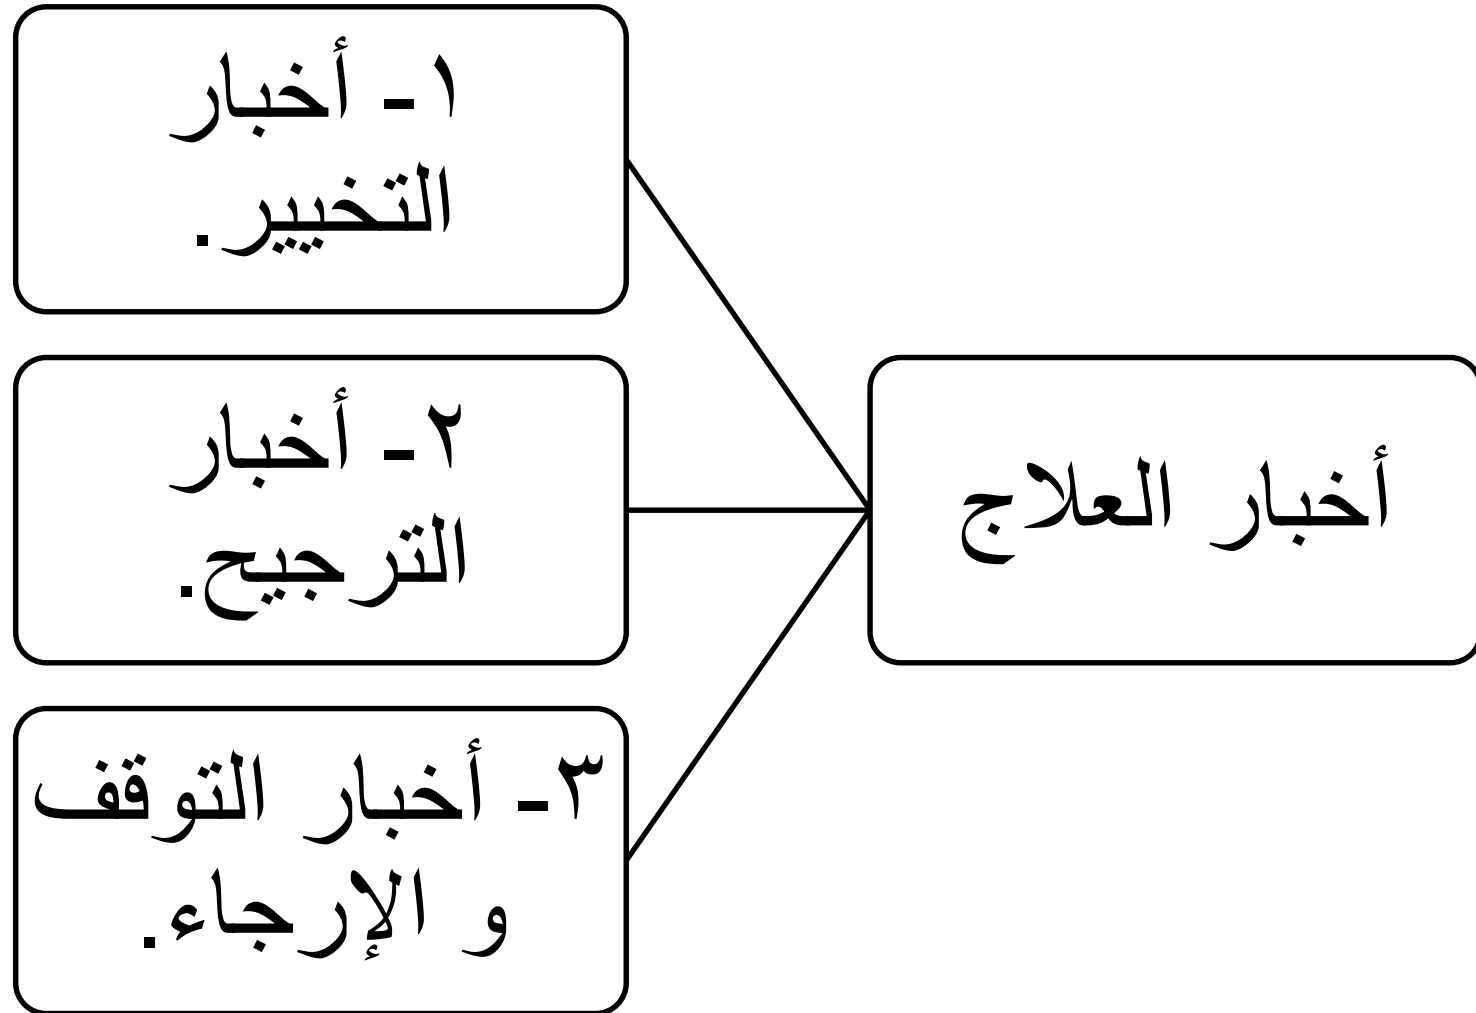 أخبار العلاج
١- أخبار
التخيير.
٢- أخبار
الترجيح.
٣- أخبار التوقف
و الإرجاء.